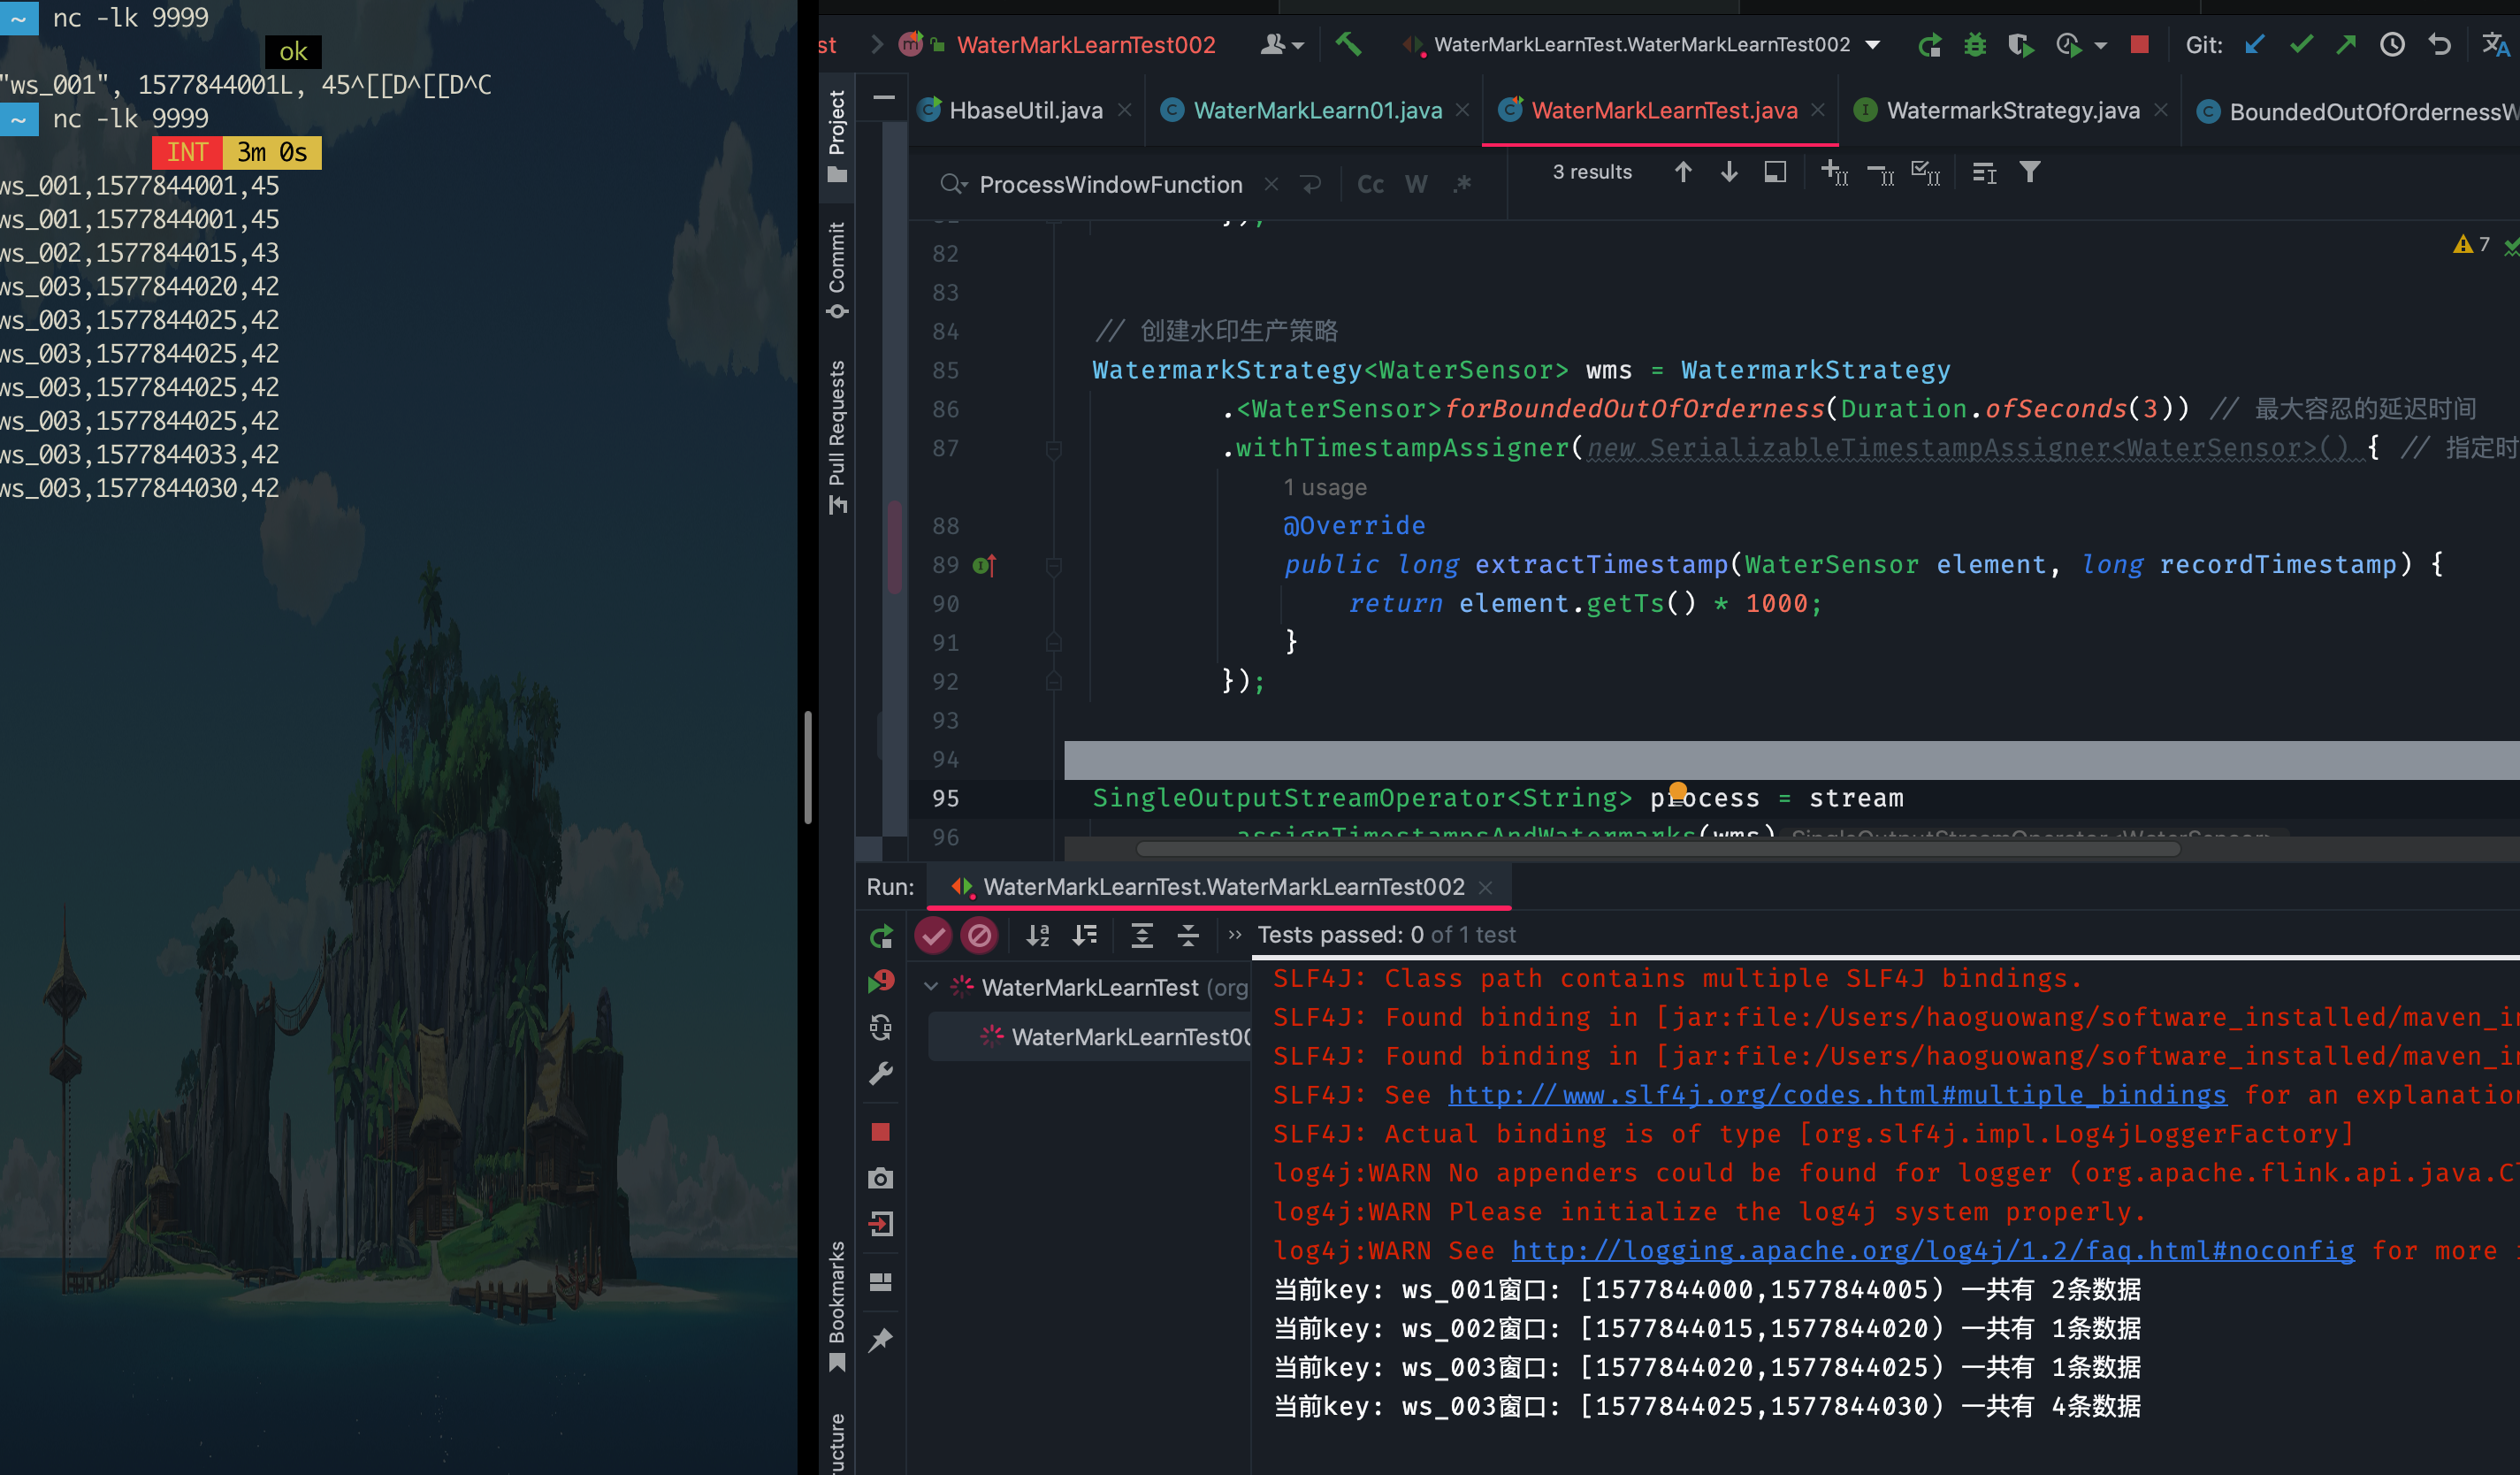 ~ nc -lk 9999
ok
"ws_001", 1577844001L, 45^[[D^[[D^C
~ nc -lk 9999
INT 3m 0s
ws_001,1577844001,45
ws_001,1577844001,45
ws_002,1577844015,43
ws_003,1577844020,42
ws_003,1577844025,42
ws_003,1577844025,42
ws_003,1577844025,42
ws_003,1577844025,42
ws_003,1577844033,42
ws_003,1577844030,42
st > WaterMarkLearnTest002 WaterMarkLearnTest.WaterMarkLearnTest002 Git:
HbaseUtil.java WaterMarkLearn01.java WaterMarkLearnTest.java WatermarkStrategy.java BoundedOutOfOrdernessW
ProcessWindowFunction Cc W .* 3 results
Project
Commit
Pull Requests
Bookmarks
ructure
7
82
83
84 // 创建水印生产策略
85 WatermarkStrategy<WaterSensor> wms = WatermarkStrategy
86 .<WaterSensor>forBoundedOutOfOrderness(Duration.ofSeconds(3)) // 最大容忍的延迟时间
87 .withTimestampAssigner(new SerializableTimestampAssigner<WaterSensor>() { // 指定时
1 usage
88 @Override
89 public long extractTimestamp(WaterSensor element, long recordTimestamp) {
90 return element.getTs() * 1000;
91 }
92 });
93
94
95 SingleOutputStreamOperator<String> process = stream
96 .assignTimestampsAndWatermarks(wms) SingleOutputStreamOperator<WaterSensor>
Run: WaterMarkLearnTest.WaterMarkLearnTest002
Tests passed: 0 of 1 test
WaterMarkLearnTest (org
WaterMarkLearnTest00
SLF4J: Class path contains multiple SLF4J bindings.
SLF4J: Found binding in [jar:file:/Users/haoguowang/software_installed/maven_in
SLF4J: Found binding in [jar:file:/Users/haoguowang/software_installed/maven_in
SLF4J: See http://www.slf4j.org/codes.html#multiple_bindings for an explanation
SLF4J: Actual binding is of type [org.slf4j.impl.Log4jLoggerFactory]
log4j:WARN No appenders could be found for logger (org.apache.flink.api.java.Cl
log4j:WARN Please initialize the log4j system properly.
log4j:WARN See http://logging.apache.org/log4j/1.2/faq.html#noconfig for more i
当前key: ws_001窗口: [1577844000,1577844005) 一共有 2条数据
当前key: ws_002窗口: [1577844015,1577844020) 一共有 1条数据
当前key: ws_003窗口: [1577844020,1577844025) 一共有 1条数据
当前key: ws_003窗口: [1577844025,1577844030) 一共有 4条数据